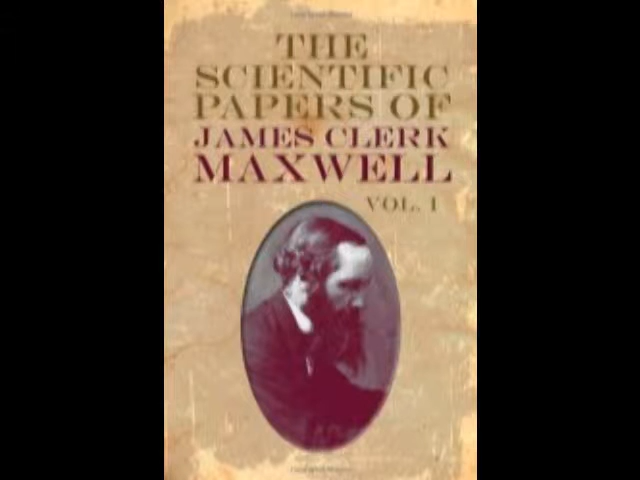 THE
SCIENTIFIC
PAPERS OF
JAMES CLERK
MAXWELL
VOL. I